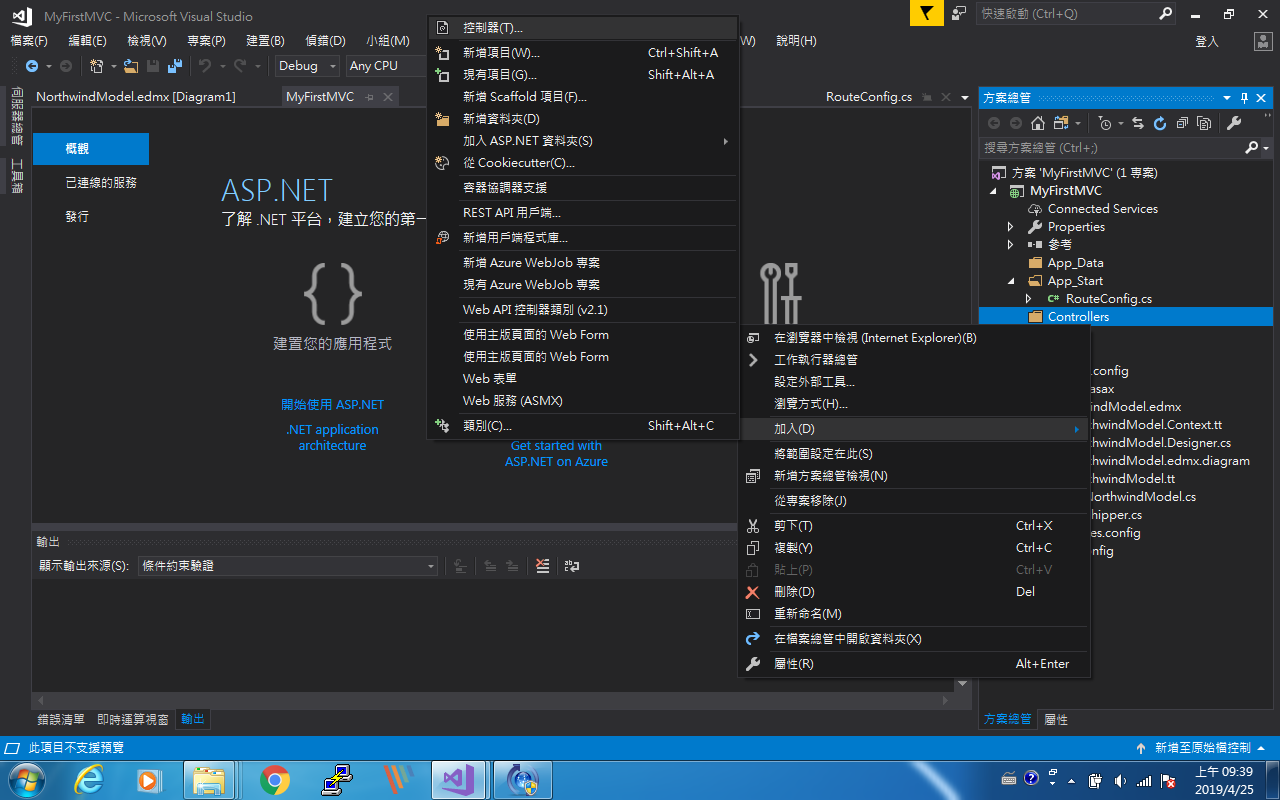 MyFirstMVC - Microsoft Visual Studio
快速啟動 (Ctrl+Q)
檔案(F) 編輯(E) 檢視(V) 專案(P) 建置(B) 偵錯(D) 小組(M) W) 說明(H) 登入
Debug Any CPU
伺服器總管
工具箱
NorthwindModel.edmx [Diagram1] MyFirstMVC RouteConfig.cs
概觀
已連線的服務
發行
ASP.NET
了解 .NET 平台，建立您的第一
建置您的應用程式
開始使用 ASP.NET
.NET application
architecture
Get started with
ASP.NET on Azure
控制器(T)...
新增項目(W)... Ctrl+Shift+A
現有項目(G)... Shift+Alt+A
新增 Scaffold 項目(F)...
新增資料夾(D)
加入 ASP.NET 資料夾(S)
從 Cookiecutter(C)...
容器協調器支援
REST API 用戶端...
新增用戶端程式庫...
新增 Azure WebJob 專案
現有 Azure WebJob 專案
Web API 控制器類別 (v2.1)
使用主版頁面的 Web Form
使用主版頁面的 Web Form
Web 表單
Web 服務 (ASMX)
類別(C)... Shift+Alt+C
在瀏覽器中檢視 (Internet Explorer)(B)
工作執行器總管
設定外部工具...
瀏覽方式(H)...
加入(D)
將範圍設定在此(S)
新增方案總管檢視(N)
從專案移除(J)
剪下(T) Ctrl+X
複製(Y) Ctrl+C
貼上(P) Ctrl+V
刪除(D) Del
重新命名(M)
在檔案總管中開啟資料夾(X)
屬性(R) Alt+Enter
方案總管
搜尋方案總管 (Ctrl+;)
方案 'MyFirstMVC' (1 專案)
MyFirstMVC
Connected Services
Properties
參考
App_Data
App_Start
C# RouteConfig.cs
Controllers
.config
asax
indModel.edmx
thwindModel.Context.tt
thwindModel.Designer.cs
thwindModel.edmx.diagram
thwindModel.tt
NorthwindModel.cs
hipper.cs
es.config
nfig
方案總管 屬性
輸出
顯示輸出來源(S): 條件約束驗證
錯誤清單 即時運算視窗 輸出
此項目不支援預覽
新增至原始檔控制
上午 09:39
2019/4/25